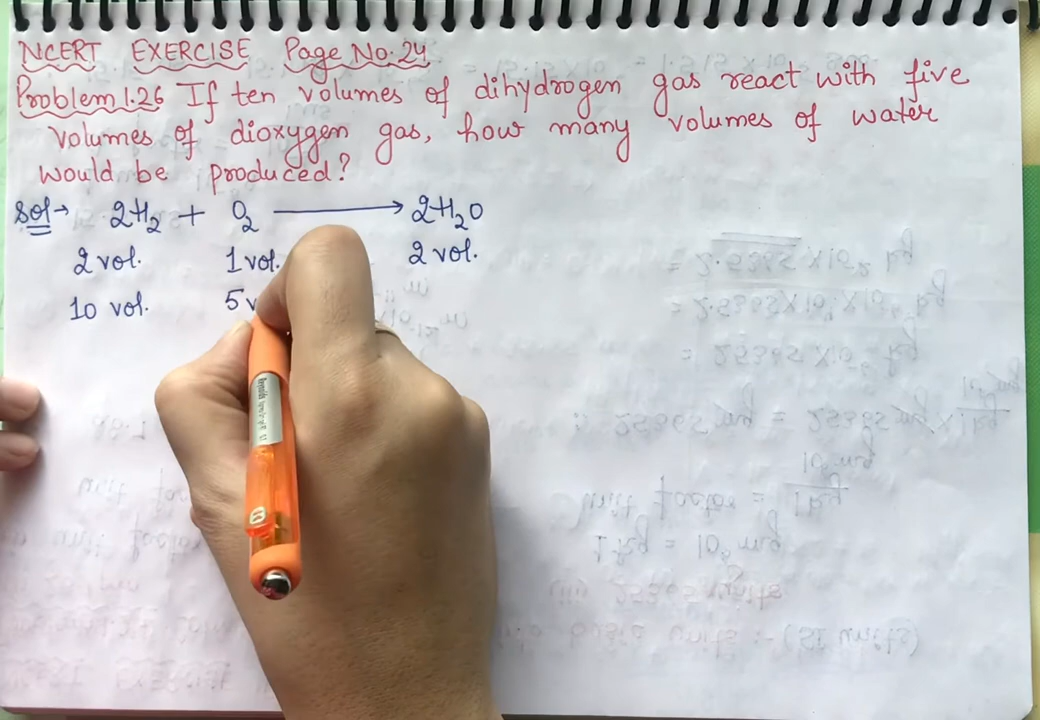 NCERT EXERCISE Page No. 24
Problem 1.26 If ten volumes of dihydrogen gas react with five
volumes of dioxygen gas, how many volumes of water
would be produced?
Sol→ 2H₂ + O₂ ⟶ 2H₂O
2 vol. 1 vol. 2 vol.
10 vol. 5 v
Reynolds